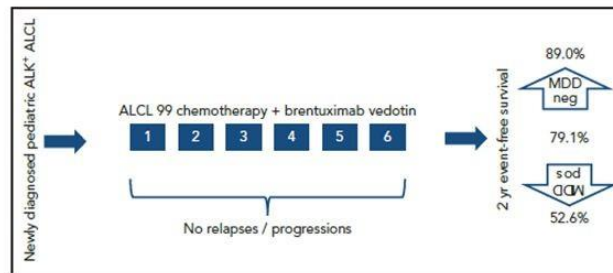 Newly diagnosed pediatric ALK+ ALCL
ALCL 99 chemotherapy + brentuximab vedotin
1 2 3 4 5 6
No relapses / progressions
2 yr event-free survival
89.0%
MDD
neg
79.1%
MDD
pos
52.6%